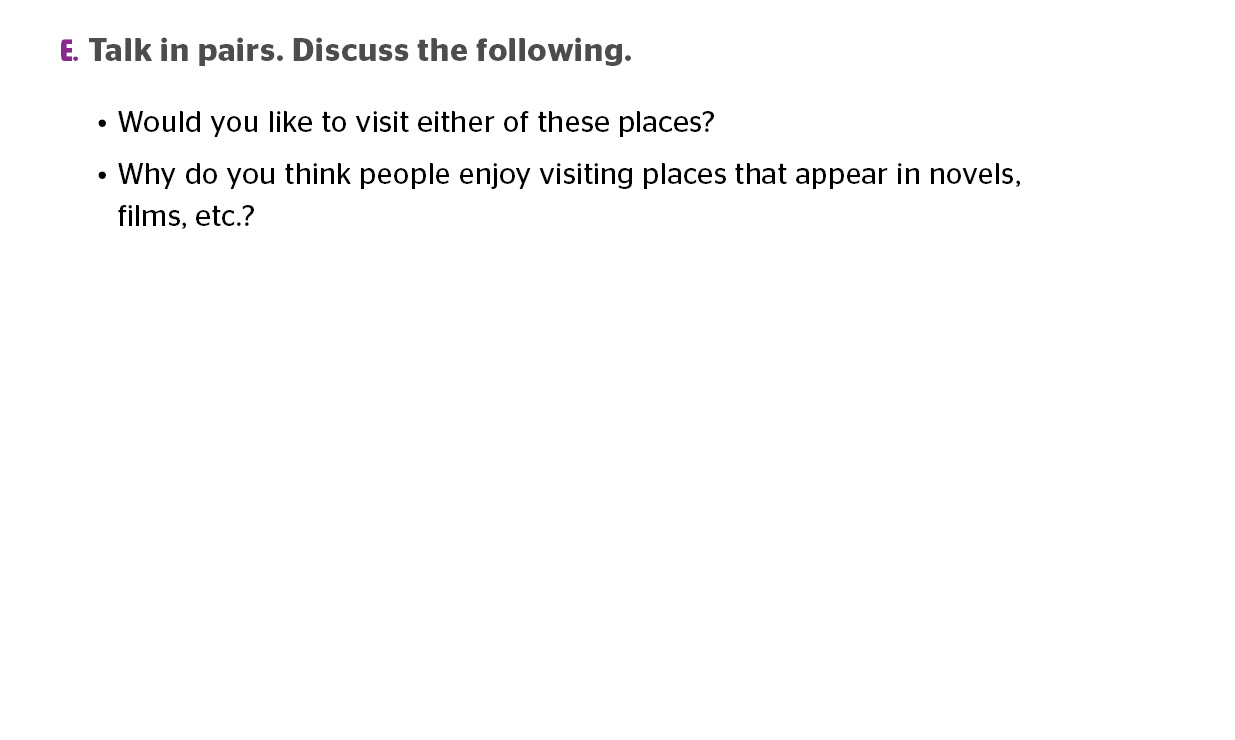 E. Talk in pairs. Discuss the following.
• Would you like to visit either of these places?
• Why do you think people enjoy visiting places that appear in novels,
films, etc.?